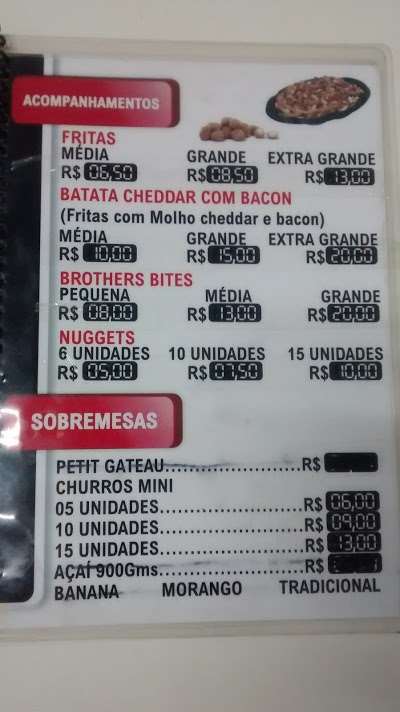 ACOMPANHAMENTOS
FRITAS
MÉDIA GRANDE EXTRA GRANDE
R$ 06,50 R$ 08,50 R$ 13,00
BATATA CHEDDAR COM BACON
(Fritas com Molho cheddar e bacon)
MÉDIA GRANDE EXTRA GRANDE
R$ 10,00 R$ 15,00 R$ 20,00
BROTHERS BITES
PEQUENA MÉDIA GRANDE
R$ 08,00 R$ 13,00 R$ 20,00
NUGGETS
6 UNIDADES 10 UNIDADES 15 UNIDADES
R$ 05,00 R$ 07,50 R$ 10,00
SOBREMESAS
PETIT GATEAU........................R$
CHURROS MINI
05 UNIDADES.........................R$ 06,00
10 UNIDADES.........................R$ 09,00
15 UNIDADES.........................R$ 13,00
AÇAÍ 900Gms.........................R$
BANANA MORANGO TRADICIONAL